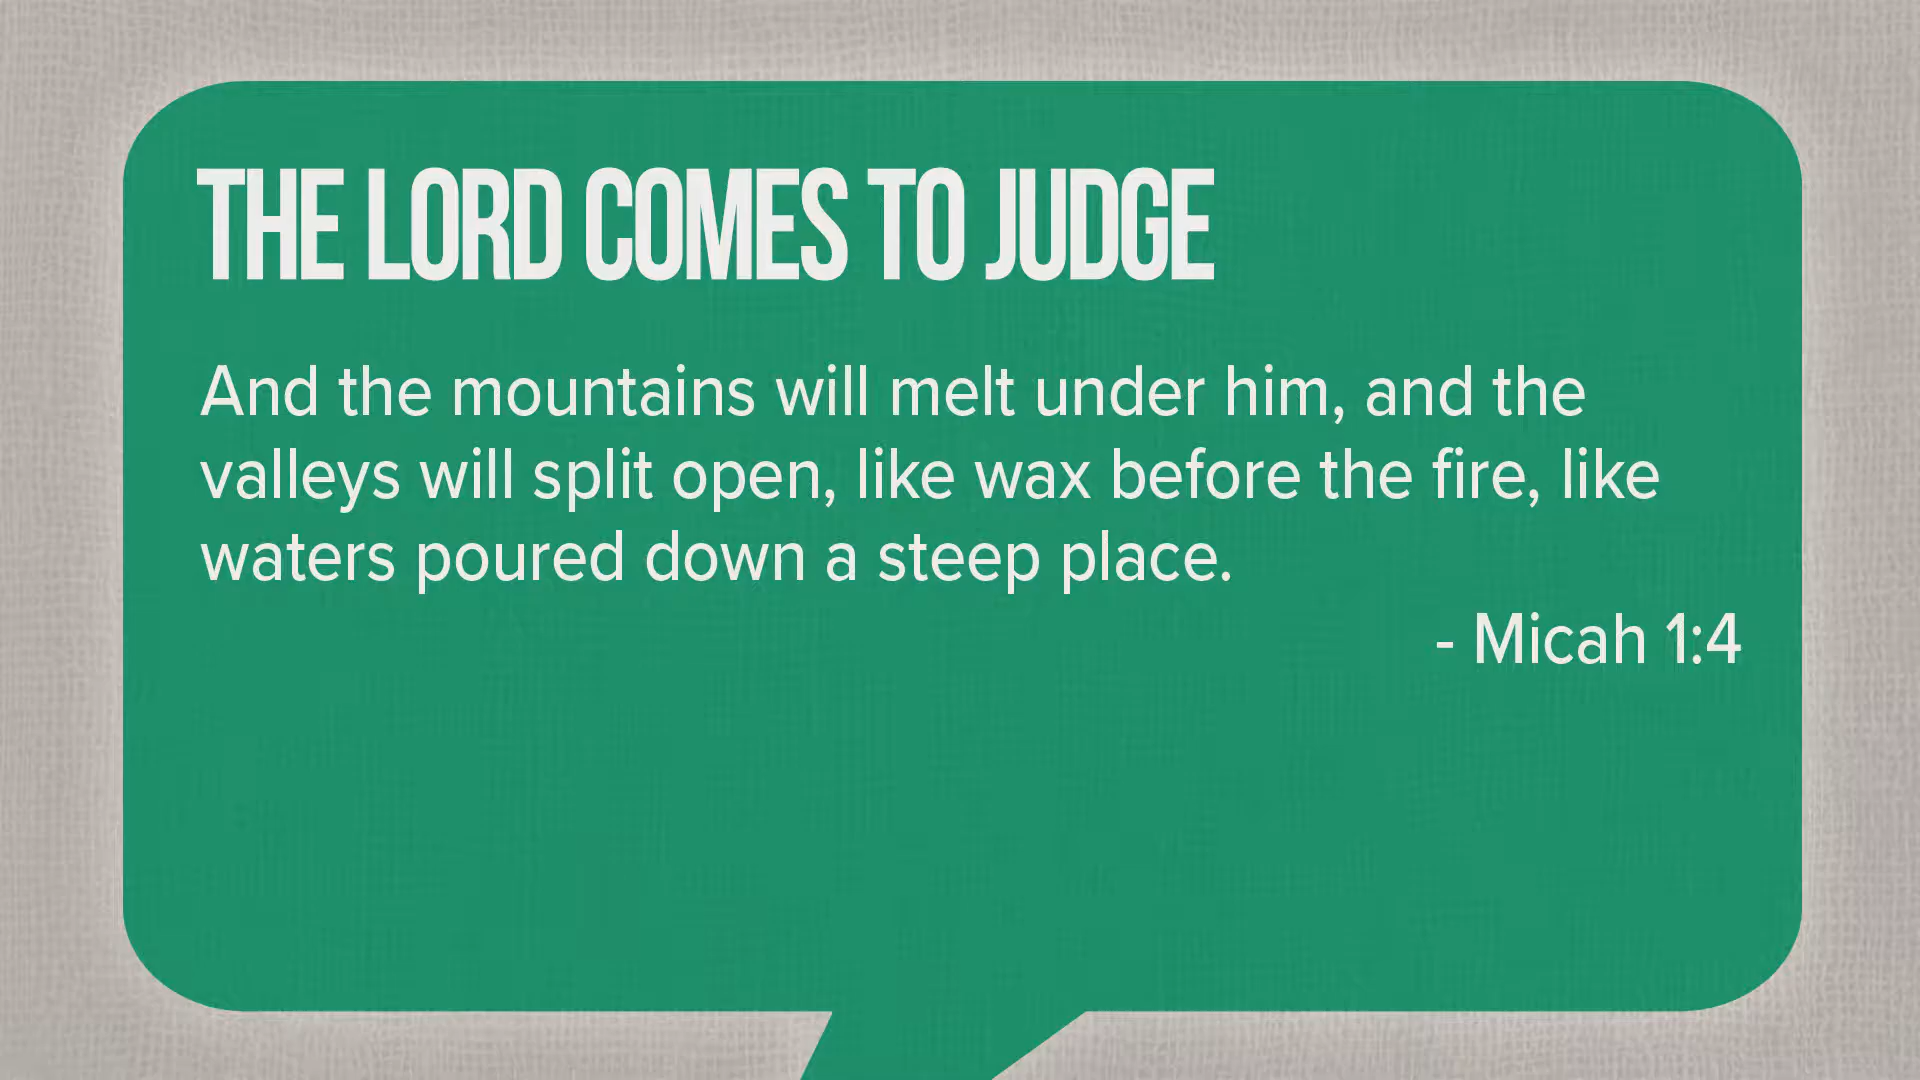 THE LORD COMES TO JUDGE
And the mountains will melt under him, and the
valleys will split open, like wax before the fire, like
waters poured down a steep place.
- Micah 1:4